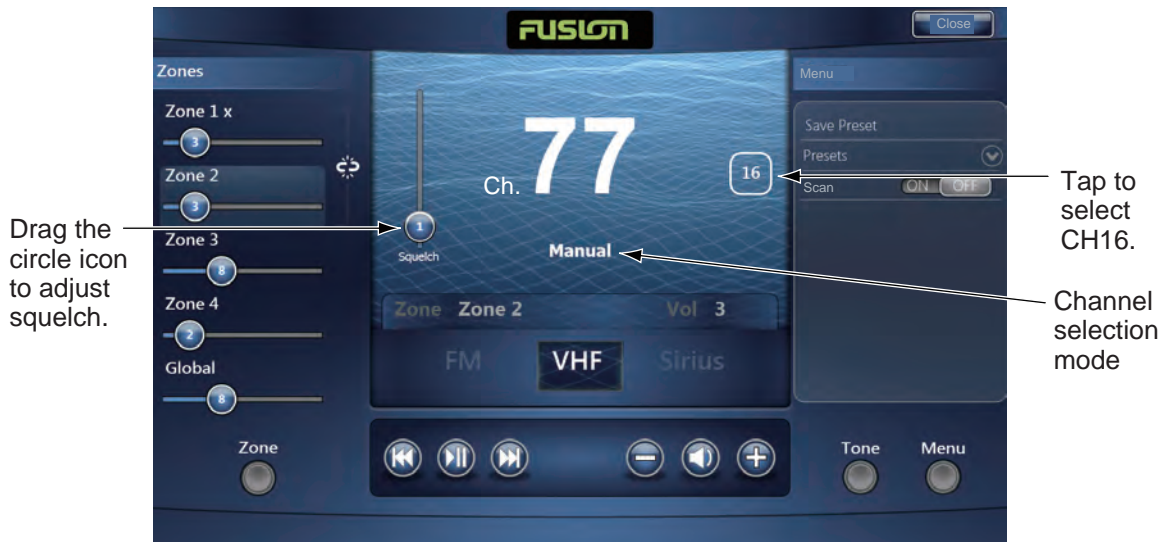 FUSION
Close
Zones
Menu
Zone 1 x
3
Zone 2
3
Zone 3
8
Zone 4
2
Global
8
Zone
Ch. 77
16
1
Squelch
Manual
Zone Zone 2 Vol 3
FM VHF Sirius
Save Preset
Presets
Scan ON OFF
Tone Menu
Drag the
circle icon
to adjust
squelch.
Tap to
select
CH16.
Channel
selection
mode